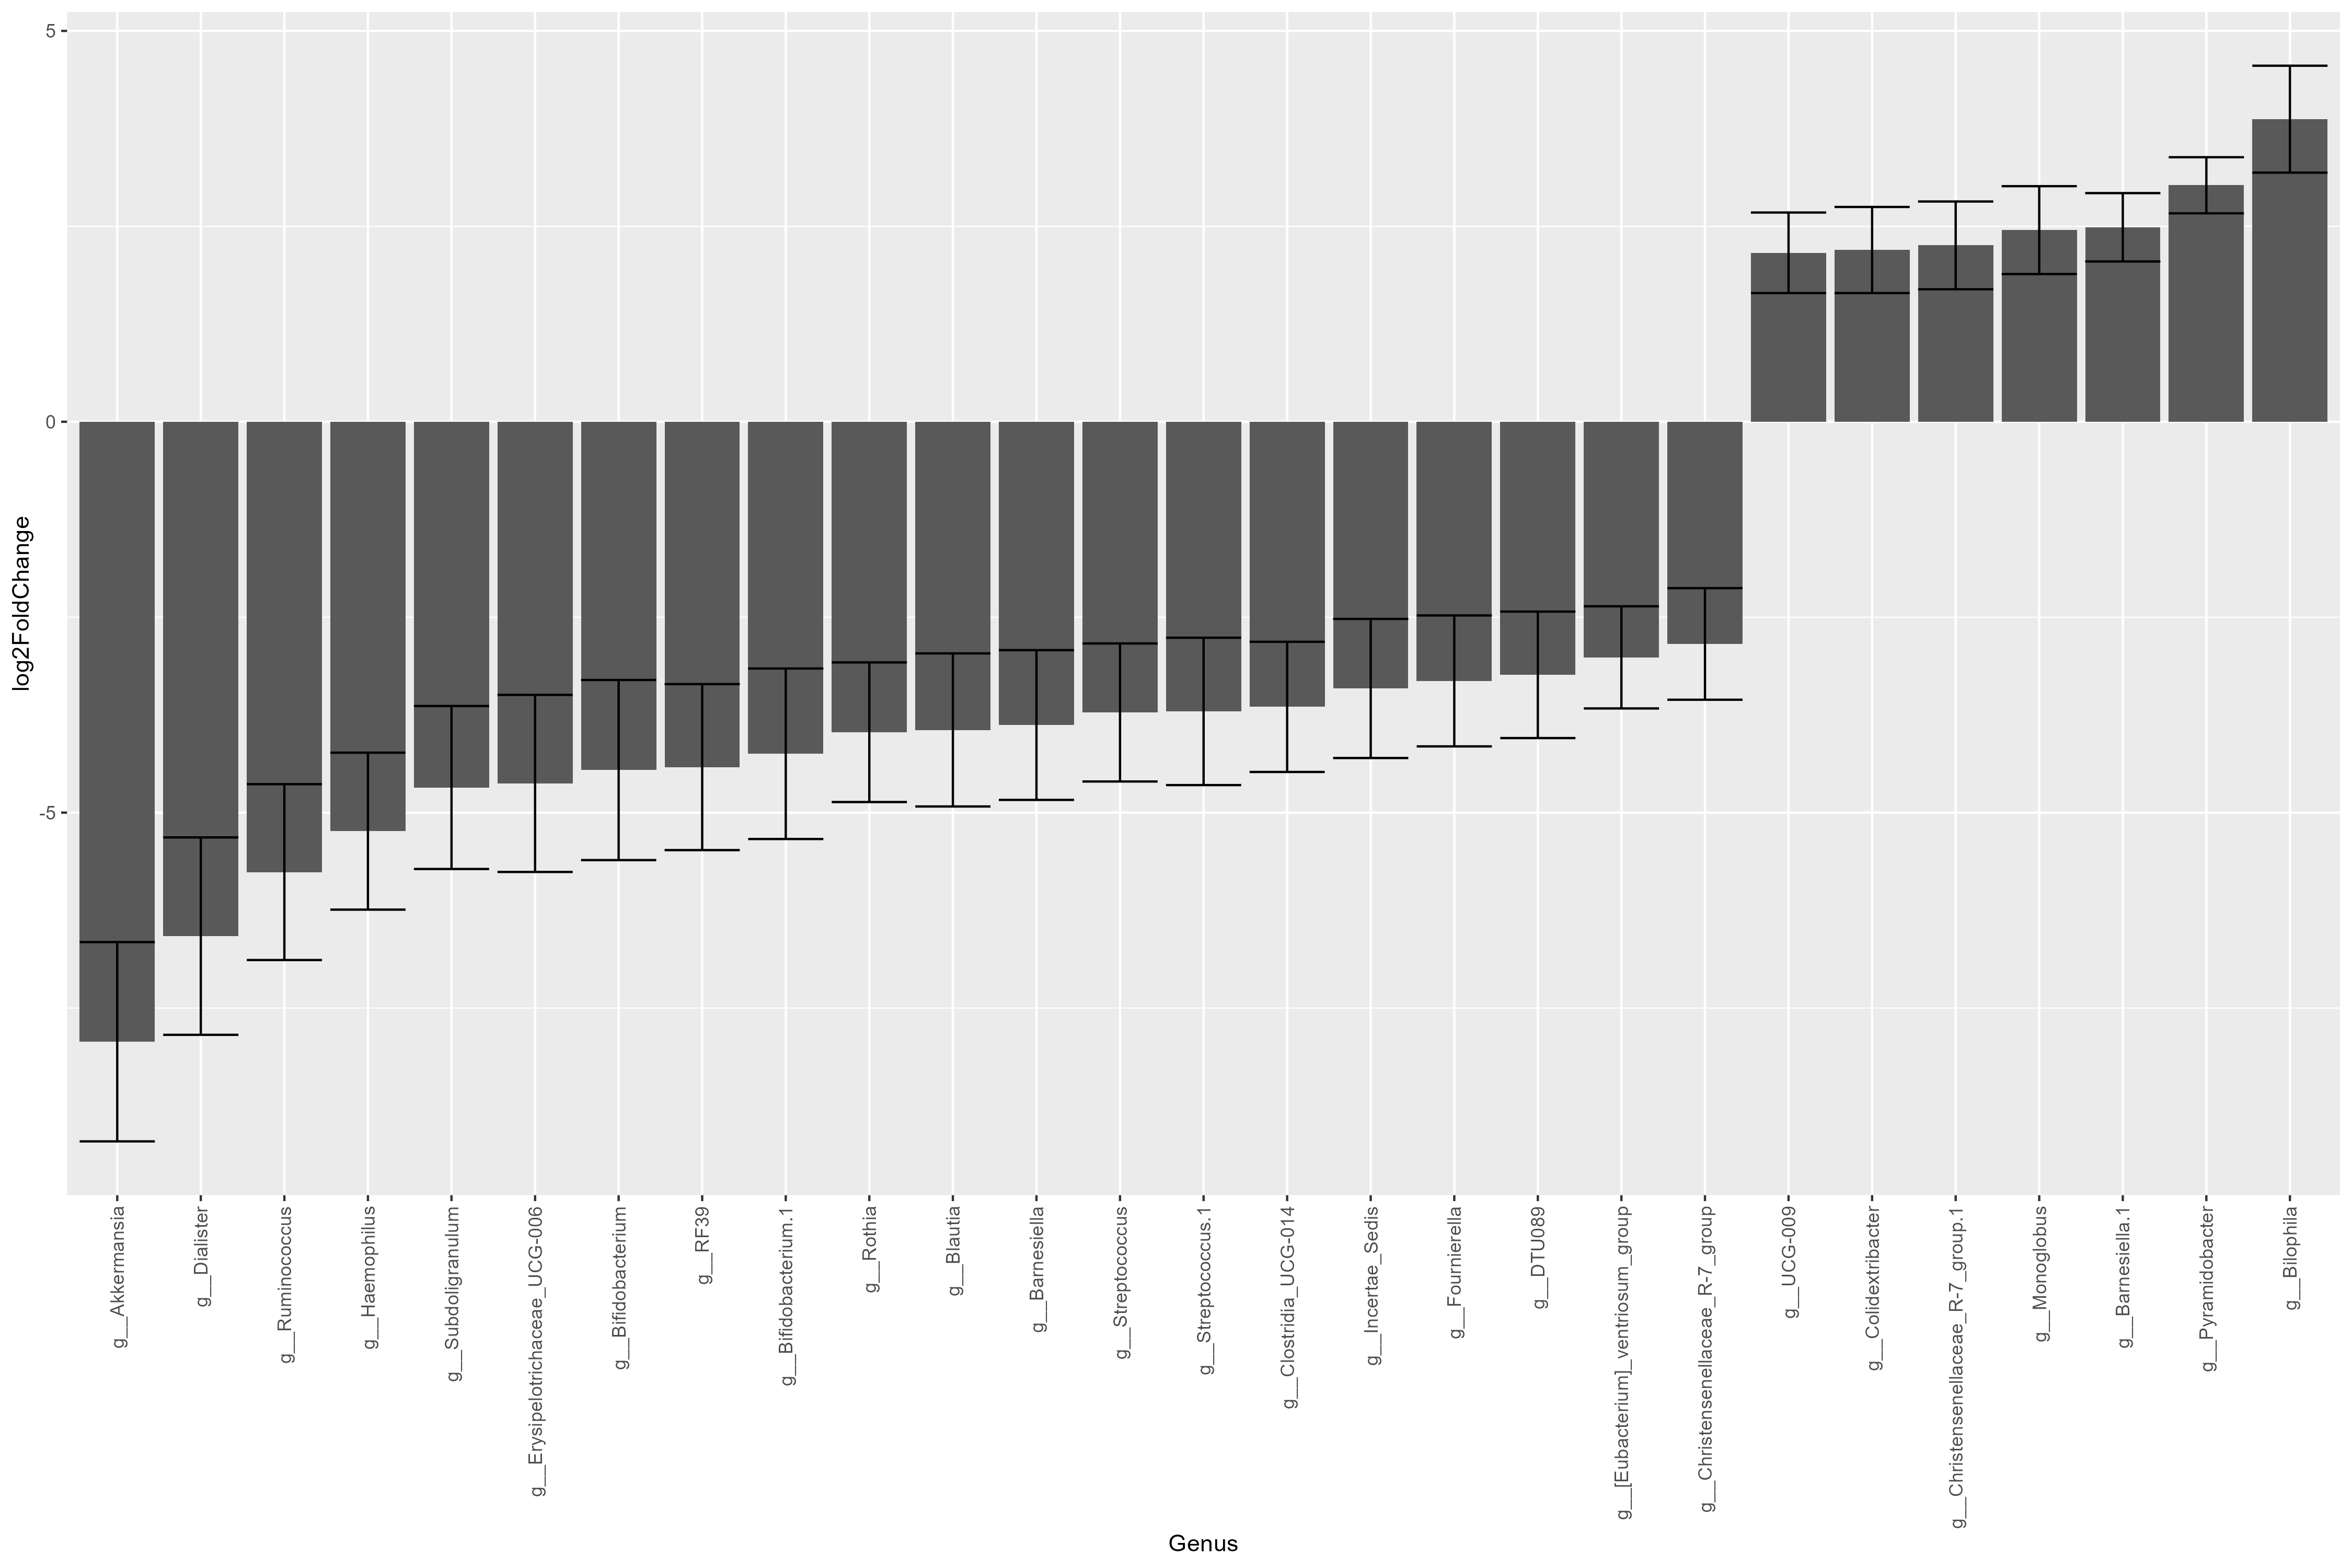 log2FoldChange
5
0
-5
g__Akkermansia
g__Dialister
g__Ruminococcus
g__Haemophilus
g__Subdoligranulum
g__Erysipelotrichaceae_UCG-006
g__Bifidobacterium
g__RF39
g__Bifidobacterium.1
g__Rothia
g__Blautia
g__Barnesiella
g__Streptococcus
g__Streptococcus.1
g__Clostridia_UCG-014
g__Incertae_Sedis
g__Fournierella
g__DTU089
g__[Eubacterium]_ventriosum_group
g__Christensenellaceae_R-7_group
g__UCG-009
g__Colidextribacter
g__Christensenellaceae_R-7_group.1
g__Monoglobus
g__Barnesiella.1
g__Pyramidobacter
g__Bilophila
Genus